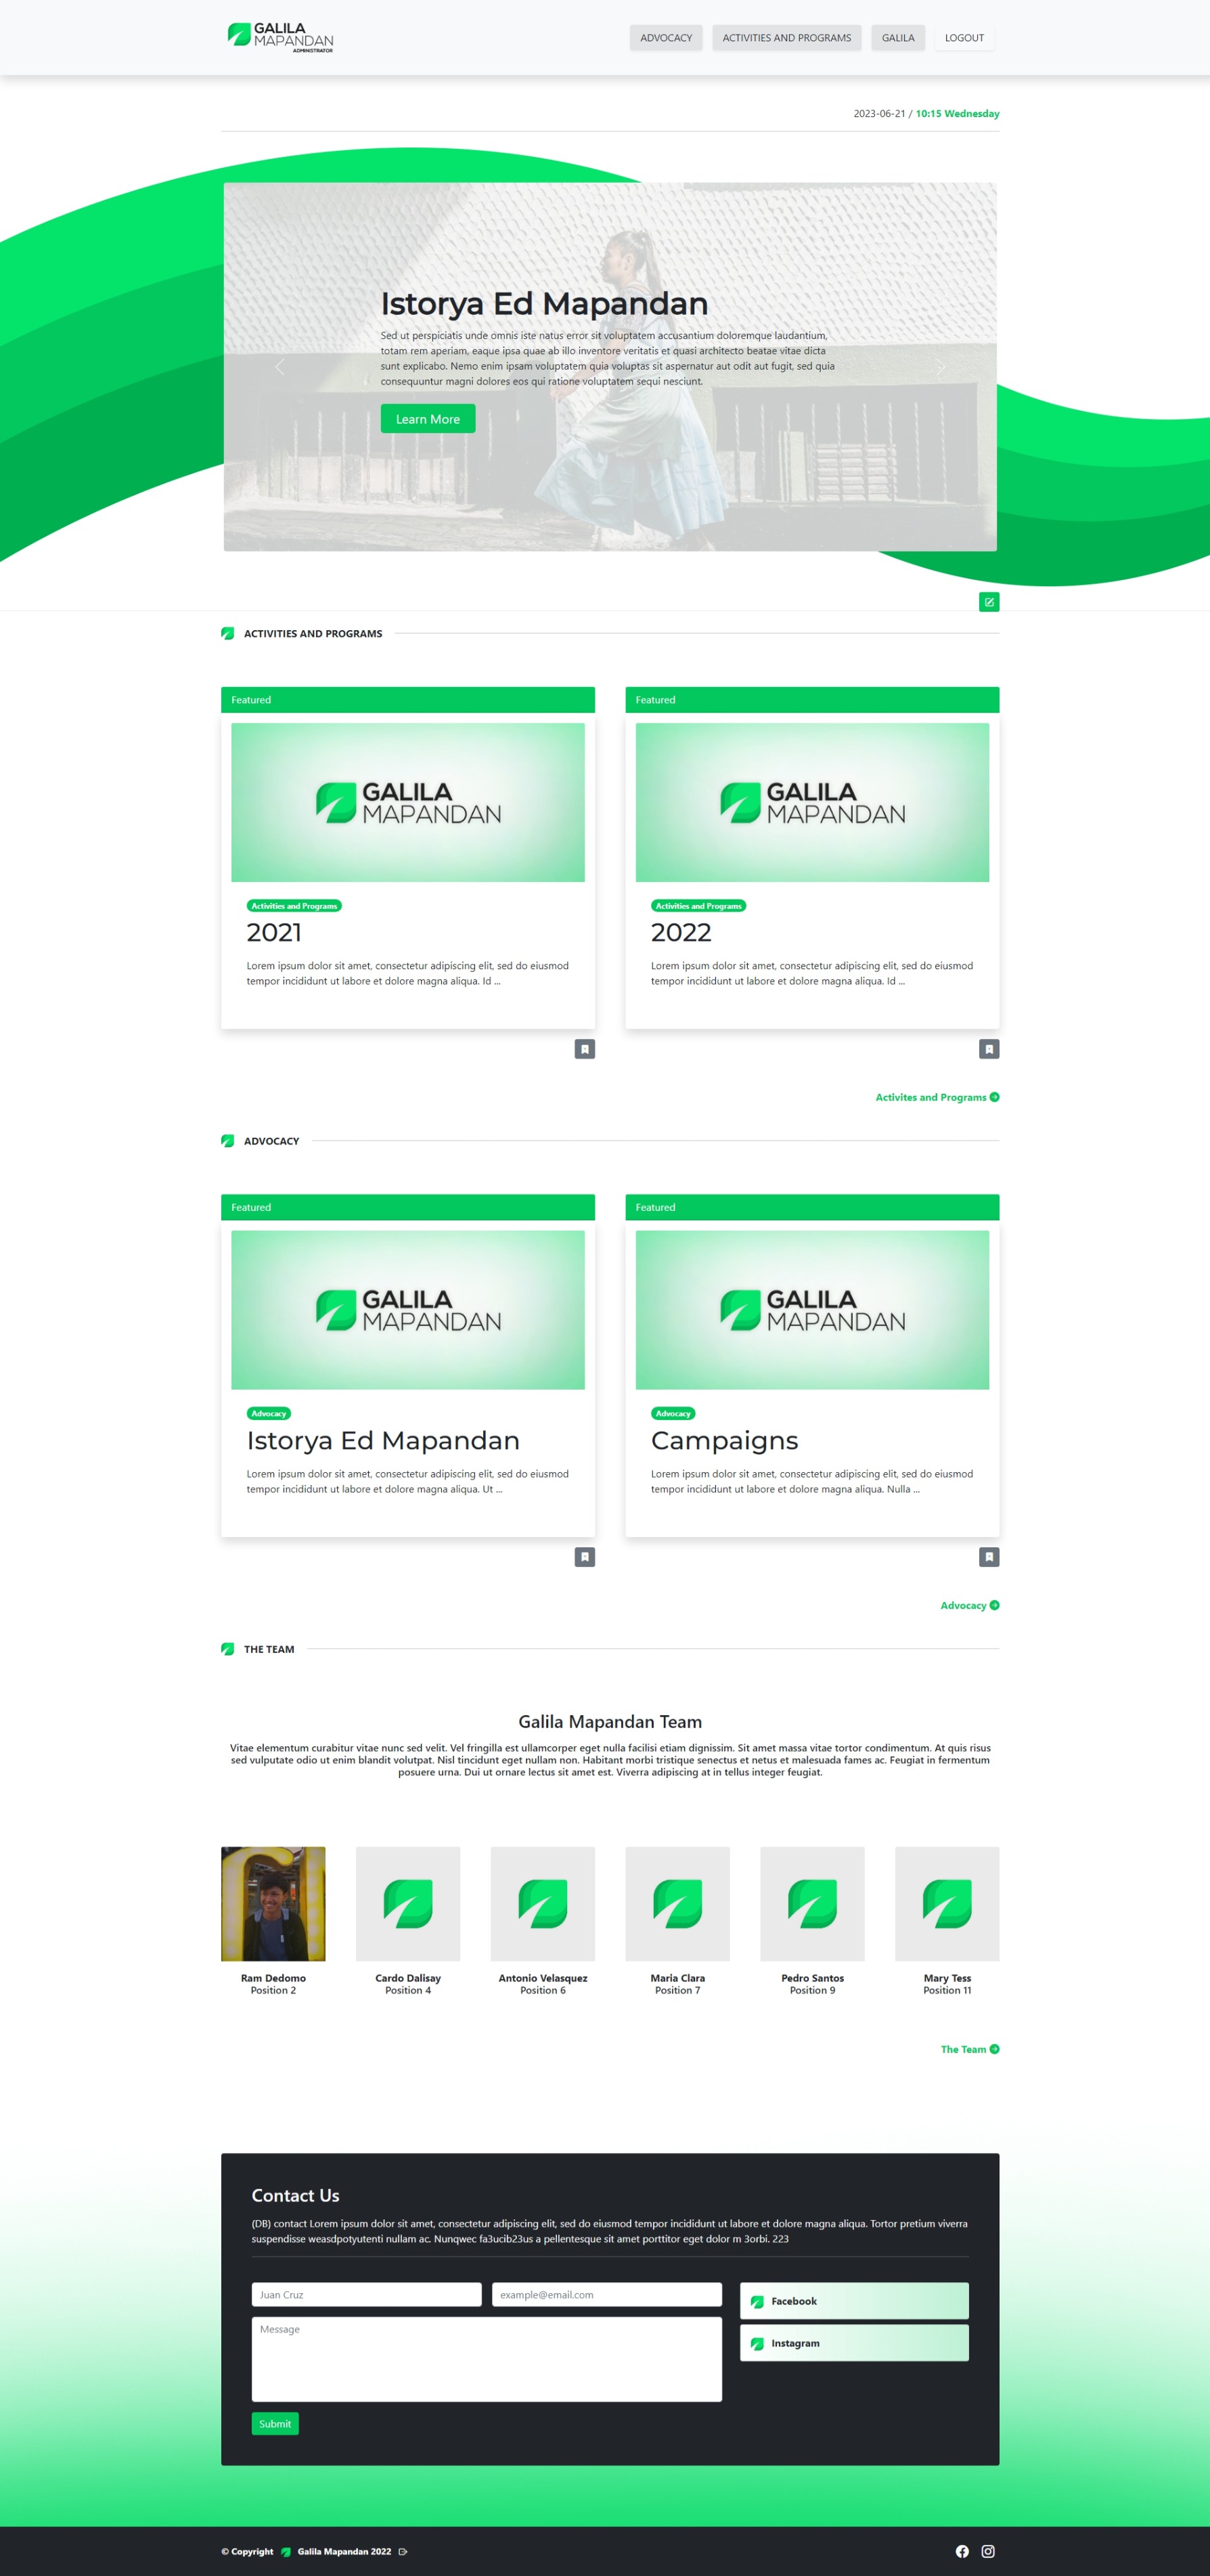 GALILA
MAPANDAN
ADMINISTRATOR
ADVOCACY
ACTIVITIES AND PROGRAMS
GALILA
LOGOUT
2023-06-21 / 10:15 Wednesday
Istorya Ed Mapandan
Sed ut perspiciatis unde omnis iste natus error sit voluptatem accusantium doloremque laudantium,
totam rem aperiam, eaque ipsa quae ab illo inventore veritatis et quasi architecto beatae vitae dicta
sunt explicabo. Nemo enim ipsam voluptatem quia voluptas sit aspernatur aut odit aut fugit, sed quia
consequuntur magni dolores eos qui ratione voluptatem sequi nesciunt.
Learn More
ACTIVITIES AND PROGRAMS
Featured
GALILA
MAPANDAN
Activities and Programs
2021
Lorem ipsum dolor sit amet, consectetur adipiscing elit, sed do eiusmod
tempor incididunt ut labore et dolore magna aliqua. Id ...
Featured
GALILA
MAPANDAN
Activities and Programs
2022
Lorem ipsum dolor sit amet, consectetur adipiscing elit, sed do eiusmod
tempor incididunt ut labore et dolore magna aliqua. Id ...
Activites and Programs
ADVOCACY
Featured
GALILA
MAPANDAN
Advocacy
Istorya Ed Mapandan
Lorem ipsum dolor sit amet, consectetur adipiscing elit, sed do eiusmod
tempor incididunt ut labore et dolore magna aliqua. Ut ...
Featured
GALILA
MAPANDAN
Advocacy
Campaigns
Lorem ipsum dolor sit amet, consectetur adipiscing elit, sed do eiusmod
tempor incididunt ut labore et dolore magna aliqua. Nulla ...
Advocacy
THE TEAM
Galila Mapandan Team
Vitae elementum curabitur vitae nunc sed velit. Vel fringilla est ullamcorper eget nulla facilisi etiam dignissim. Sit amet massa vitae tortor condimentum. At quis risus
sed vulputate odio ut enim blandit volutpat. Nisl tincidunt eget nullam non. Habitant morbi tristique senectus et netus et malesuada fames ac. Feugiat in fermentum
posuere urna. Dui ut ornare lectus sit amet est. Viverra adipiscing at in tellus integer feugiat.
Ram Dedomo
Position 2
Cardo Dalisay
Position 4
Antonio Velasquez
Position 6
Maria Clara
Position 7
Pedro Santos
Position 9
Mary Tess
Position 11
The Team
Contact Us
(DB) contact Lorem ipsum dolor sit amet, consectetur adipiscing elit, sed do eiusmod tempor incididunt ut labore et dolore magna aliqua. Tortor pretium viverra
suspendisse weasdpotyutenti nullam ac. Nunqwec fa3ucib23us a pellentesque sit amet porttitor eget dolor m 3orbi. 223
Juan Cruz
example@email.com
Message
Submit
Facebook
Instagram
© Copyright Galila Mapandan 2022